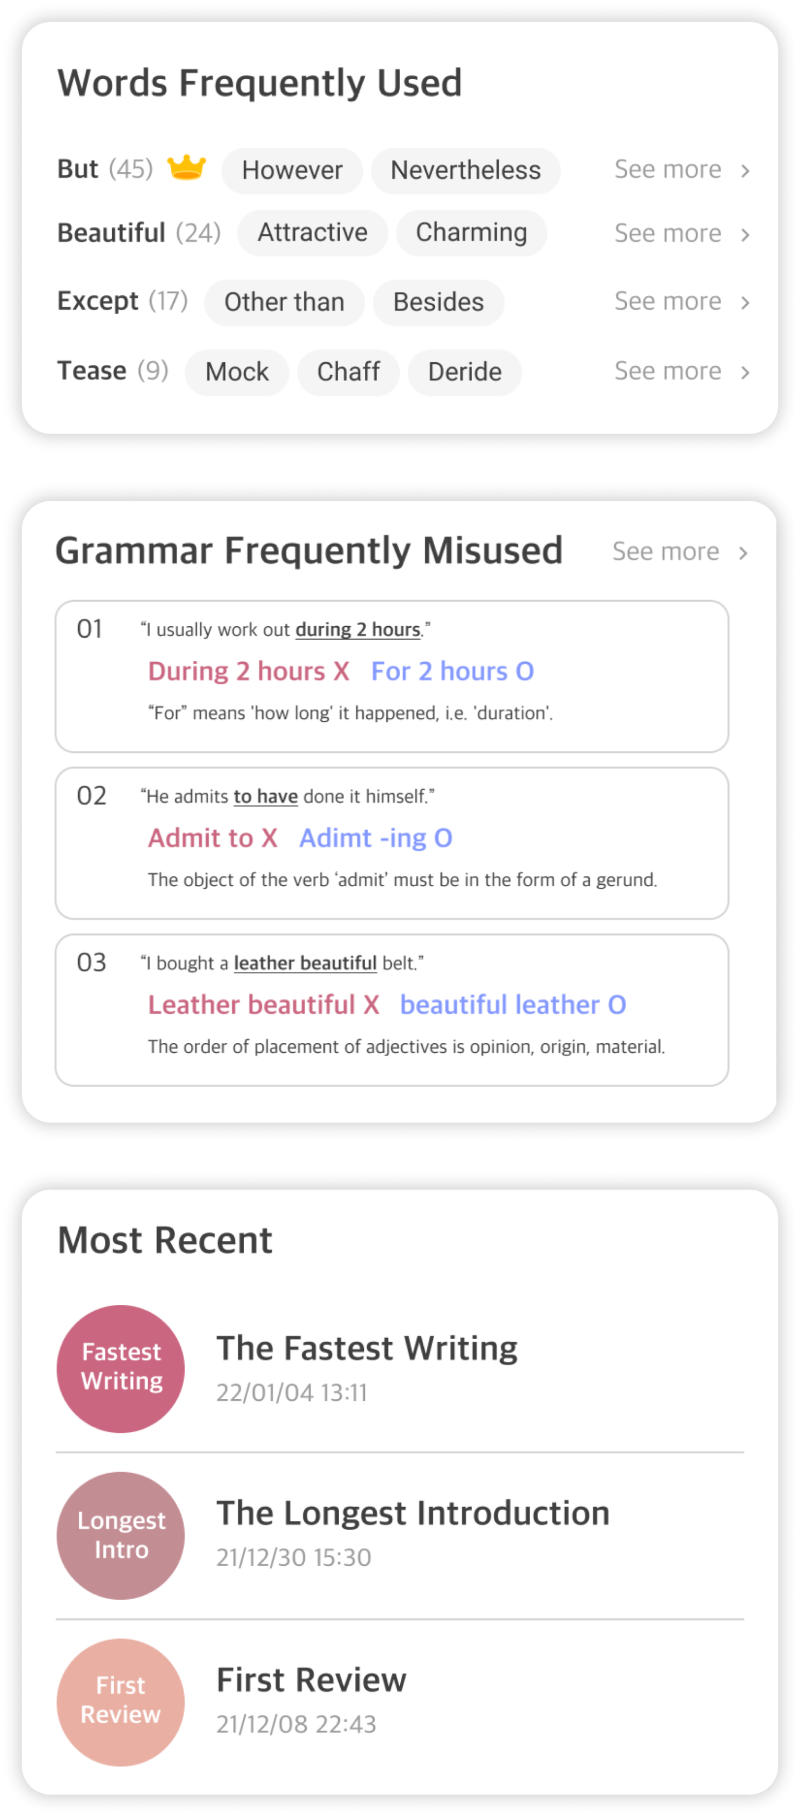 Words Frequently Used
But (45) However Nevertheless See more >
Beautiful (24) Attractive Charming See more >
Except (17) Other than Besides See more >
Tease (9) Mock Chaff Deride See more >
Grammar Frequently Misused See more >
01 “I usually work out during 2 hours.”
During 2 hours X For 2 hours O
“For” means 'how long' it happened, i.e. 'duration'.
02 “He admits to have done it himself.”
Admit to X Adimt -ing O
The object of the verb ‘admit’ must be in the form of a gerund.
03 “I bought a leather beautiful belt.”
Leather beautiful X beautiful leather O
The order of placement of adjectives is opinion, origin, material.
Most Recent
Fastest
Writing
The Fastest Writing
22/01/04 13:11
Longest
Intro
The Longest Introduction
21/12/30 15:30
First
Review
First Review
21/12/08 22:43